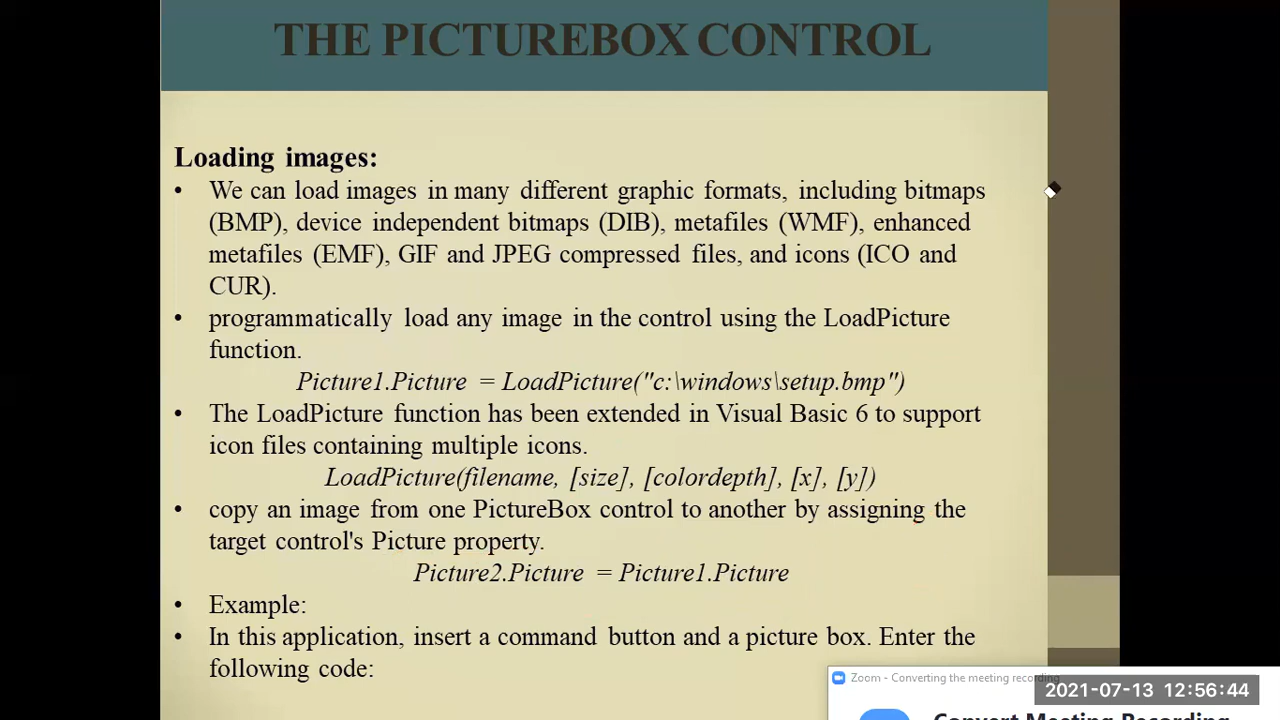 THE PICTUREBOX CONTROL
Loading images:
• We can load images in many different graphic formats, including bitmaps
(BMP), device independent bitmaps (DIB), metafiles (WMF), enhanced
metafiles (EMF), GIF and JPEG compressed files, and icons (ICO and
CUR).
• programmatically load any image in the control using the LoadPicture
function.
Picture1.Picture = LoadPicture("c:\windows\setup.bmp")
• The LoadPicture function has been extended in Visual Basic 6 to support
icon files containing multiple icons.
LoadPicture(filename, [size], [colordepth], [x], [y])
• copy an image from one PictureBox control to another by assigning the
target control's Picture property.
Picture2.Picture = Picture1.Picture
• Example:
• In this application, insert a command button and a picture box. Enter the
following code:
Zoom - Converting the meeting recording
2021-07-13 12:56:44
Convert Meeting Recording